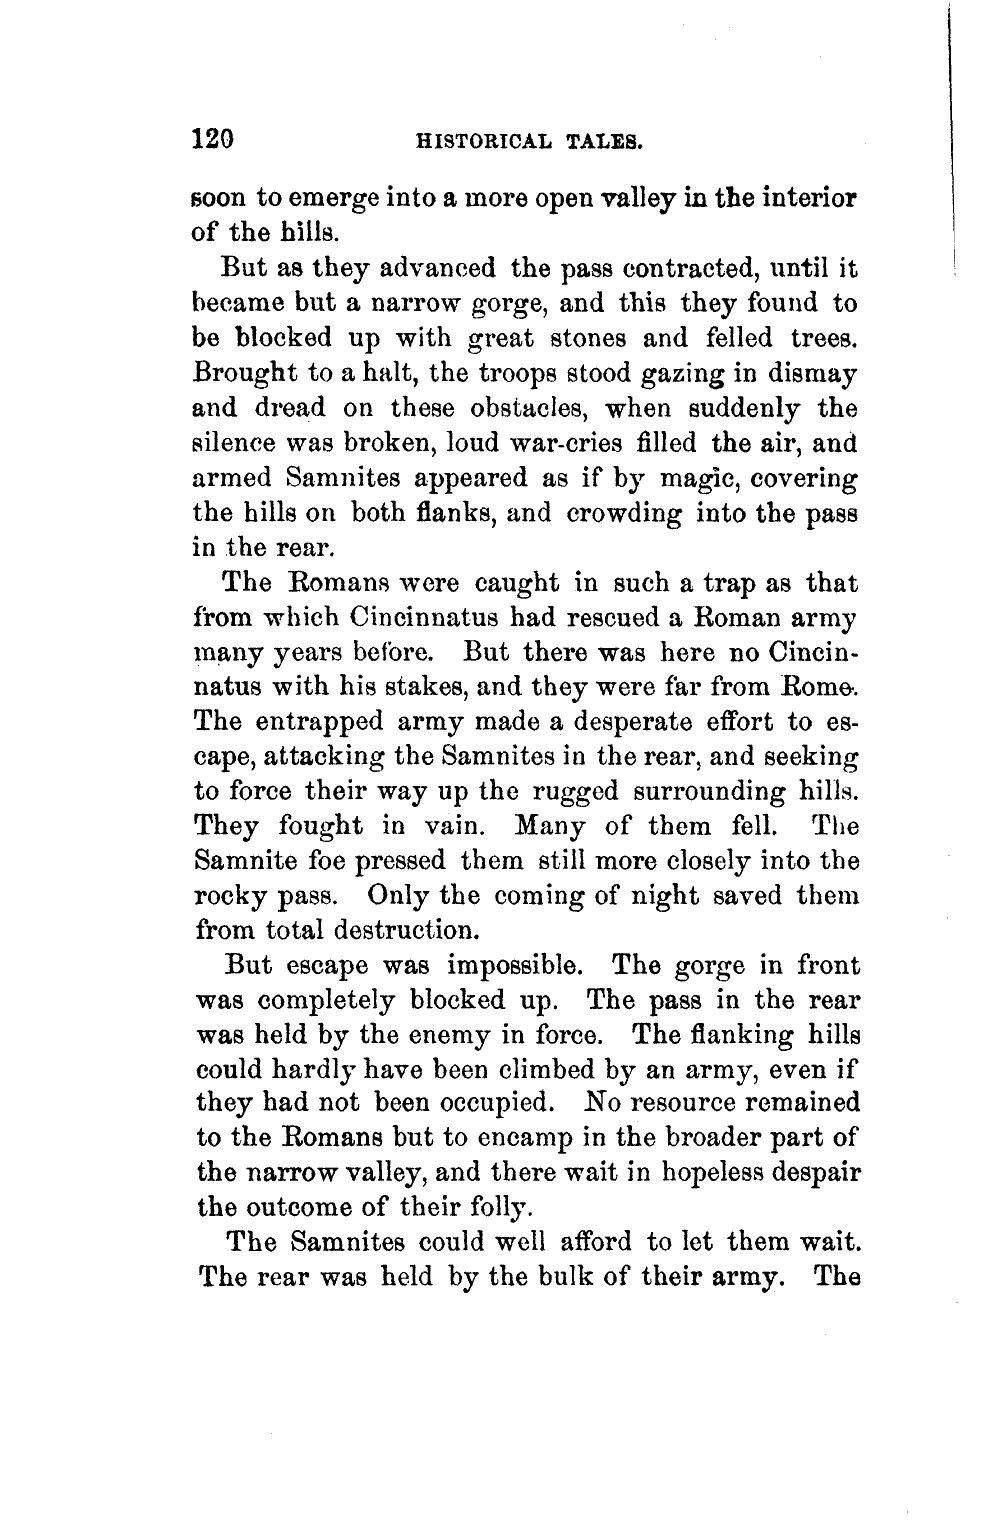 120 HISTORICAL TALES.
soon to emerge into a more open valley in the interior
of the hills.
But as they advanced the pass contracted, until it
became but a narrow gorge, and this they found to
be blocked up with great stones and felled trees.
Brought to a halt, the troops stood gazing in dismay
and dread on these obstacles, when suddenly the
silence was broken, loud war-cries filled the air, and
armed Samnites appeared as if by magic, covering
the hills on both flanks, and crowding into the pass
in the rear.
The Romans were caught in such a trap as that
from which Cincinnatus had rescued a Roman army
many years before. But there was here no Cincin-
natus with his stakes, and they were far from Rome.
The entrapped army made a desperate effort to es-
cape, attacking the Samnites in the rear, and seeking
to force their way up the rugged surrounding hills.
They fought in vain. Many of them fell. The
Samnite foe pressed them still more closely into the
rocky pass. Only the coming of night saved them
from total destruction.
But escape was impossible. The gorge in front
was completely blocked up. The pass in the rear
was held by the enemy in force. The flanking hills
could hardly have been climbed by an army, even if
they had not been occupied. No resource remained
to the Romans but to encamp in the broader part of
the narrow valley, and there wait in hopeless despair
the outcome of their folly.
The Samnites could well afford to let them wait.
The rear was held by the bulk of their army. The